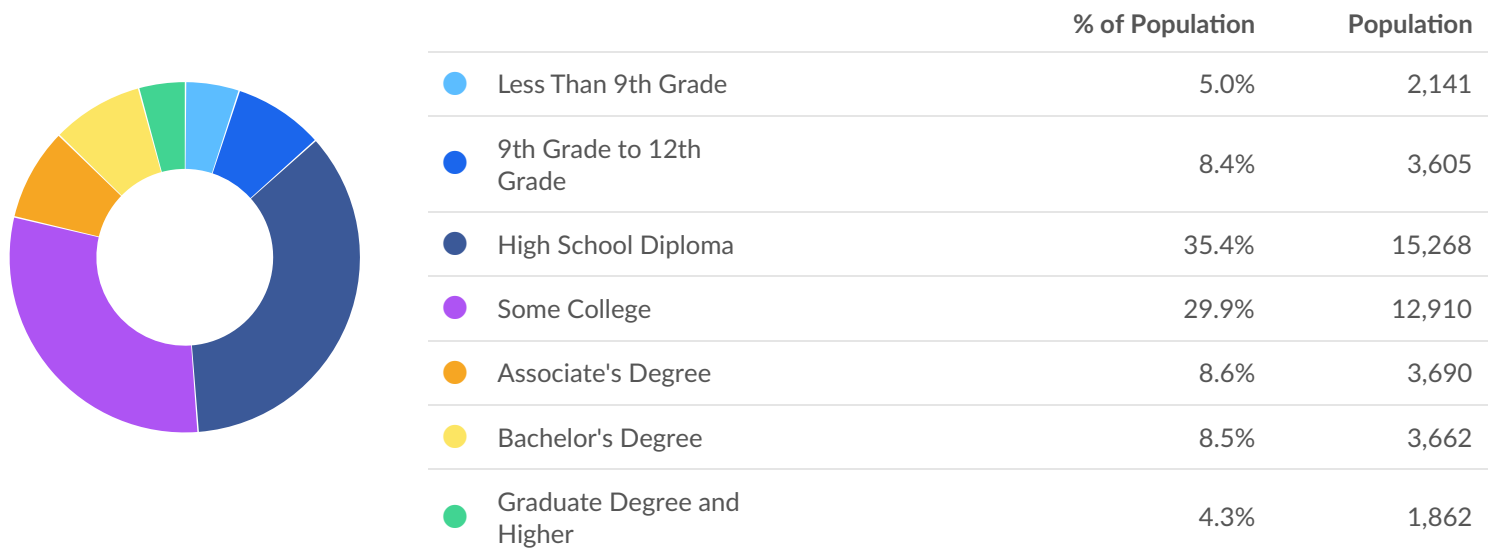 % of Population Population
Less Than 9th Grade 5.0% 2,141
9th Grade to 12th
Grade 8.4% 3,605
High School Diploma 35.4% 15,268
Some College 29.9% 12,910
Associate's Degree 8.6% 3,690
Bachelor's Degree 8.5% 3,662
Graduate Degree and
Higher 4.3% 1,862